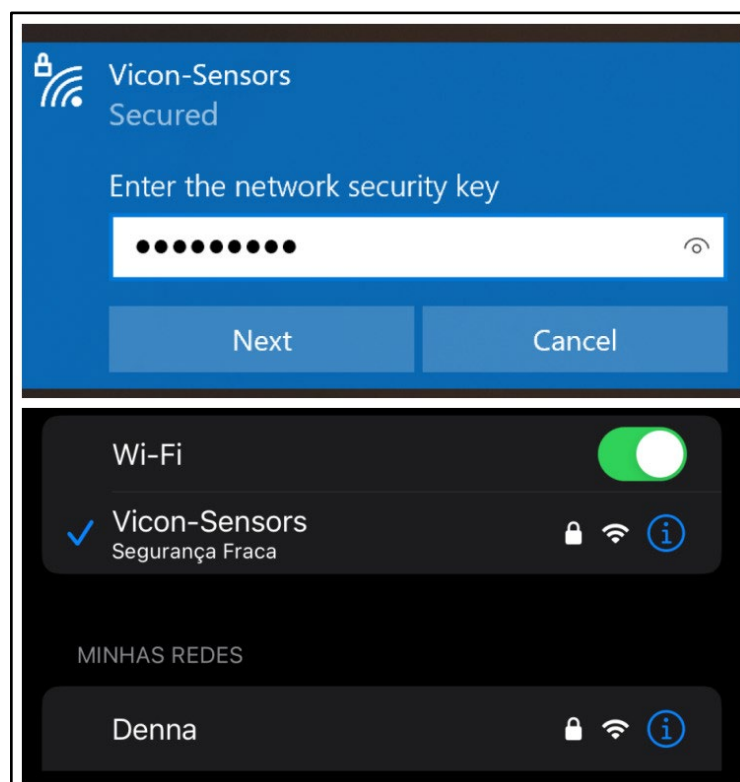 Vicon-Sensors
Secured
Enter the network security key
●●●●●●●●●
Next
Cancel
Wi-Fi
Vicon-Sensors
Segurança Fraca
MINHAS REDES
Denna